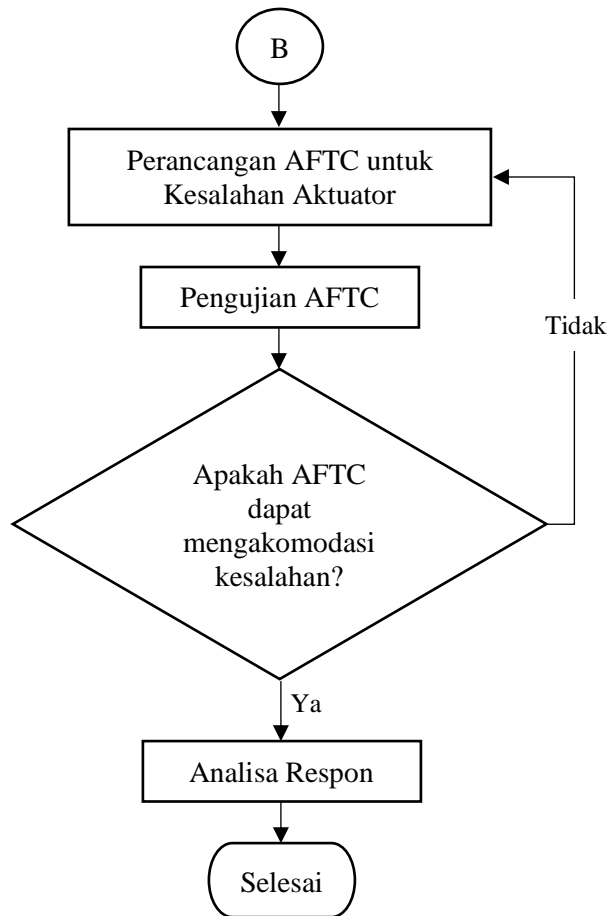 B
Perancangan AFTC untuk
Kesalahan Aktuator
Pengujian AFTC
Tidak
Apakah AFTC
dapat
mengakomodasi
kesalahan?
Ya
Analisa Respon
Selesai